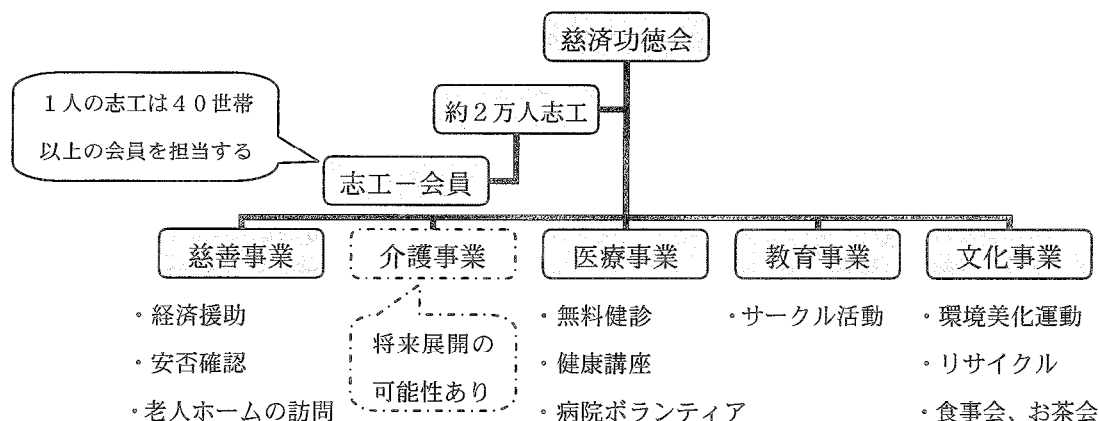 慈済功徳会
1人の志工は40世帯
以上の会員を担当する
約2万人志工
志工－会員
慈善事業
介護事業
医療事業
教育事業
文化事業
・経済援助
・安否確認
・老人ホームの訪問
将来展開の
可能性あり
・無料健診
・健康講座
・病院ボランティア
・サークル活動
・環境美化運動
・リサイクル
・食事会、お茶会